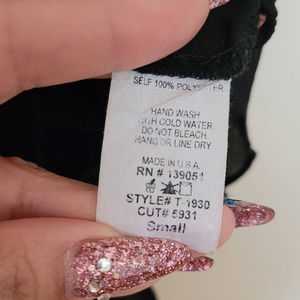 SELF 100% POLYESTER
HAND WASH
COLD WATER
DO NOT BLEACH
HANG OR LINE DRY
MADE IN U.S.A.
RN # 139051
STYLE# T-1930
CUT# 5931
Small